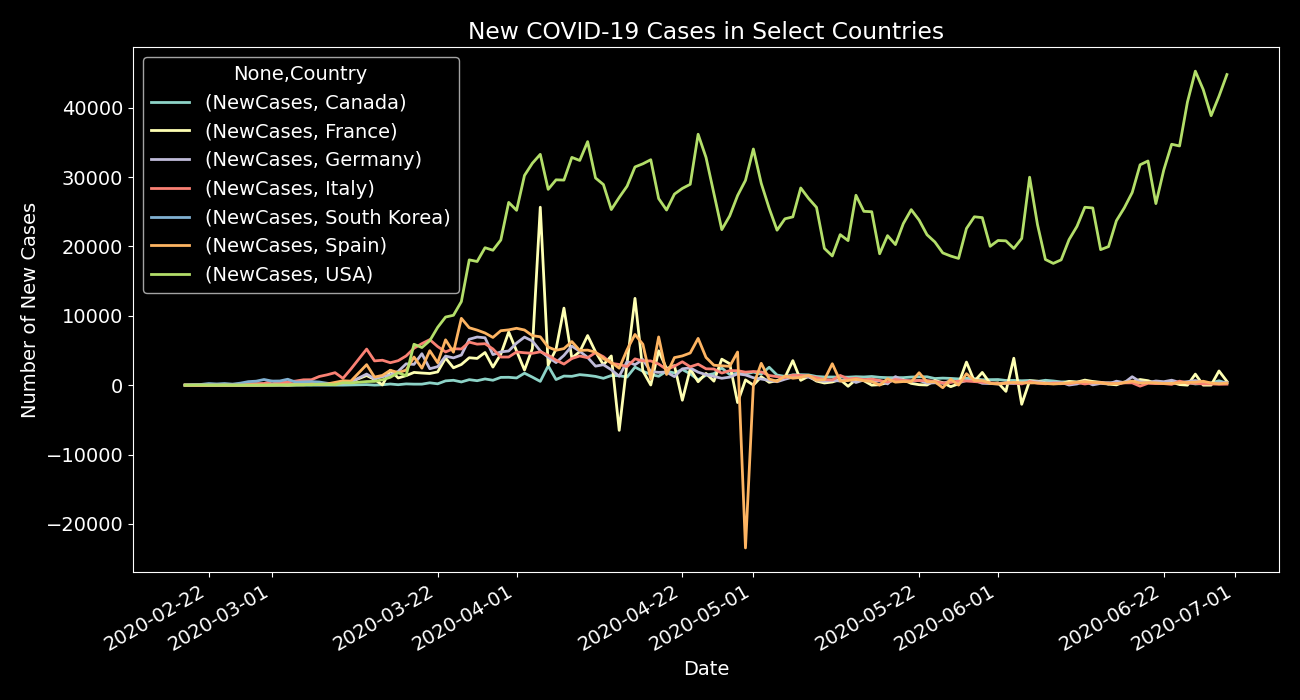 New COVID-19 Cases in Select Countries
None,Country
(NewCases, Canada)
(NewCases, France)
(NewCases, Germany)
(NewCases, Italy)
(NewCases, South Korea)
(NewCases, Spain)
(NewCases, USA)
Number of New Cases
40000
30000
20000
10000
0
−10000
−20000
2020-02-22
2020-03-01
2020-03-22
2020-04-01
2020-04-22
2020-05-01
2020-05-22
2020-06-01
2020-06-22
2020-07-01
Date